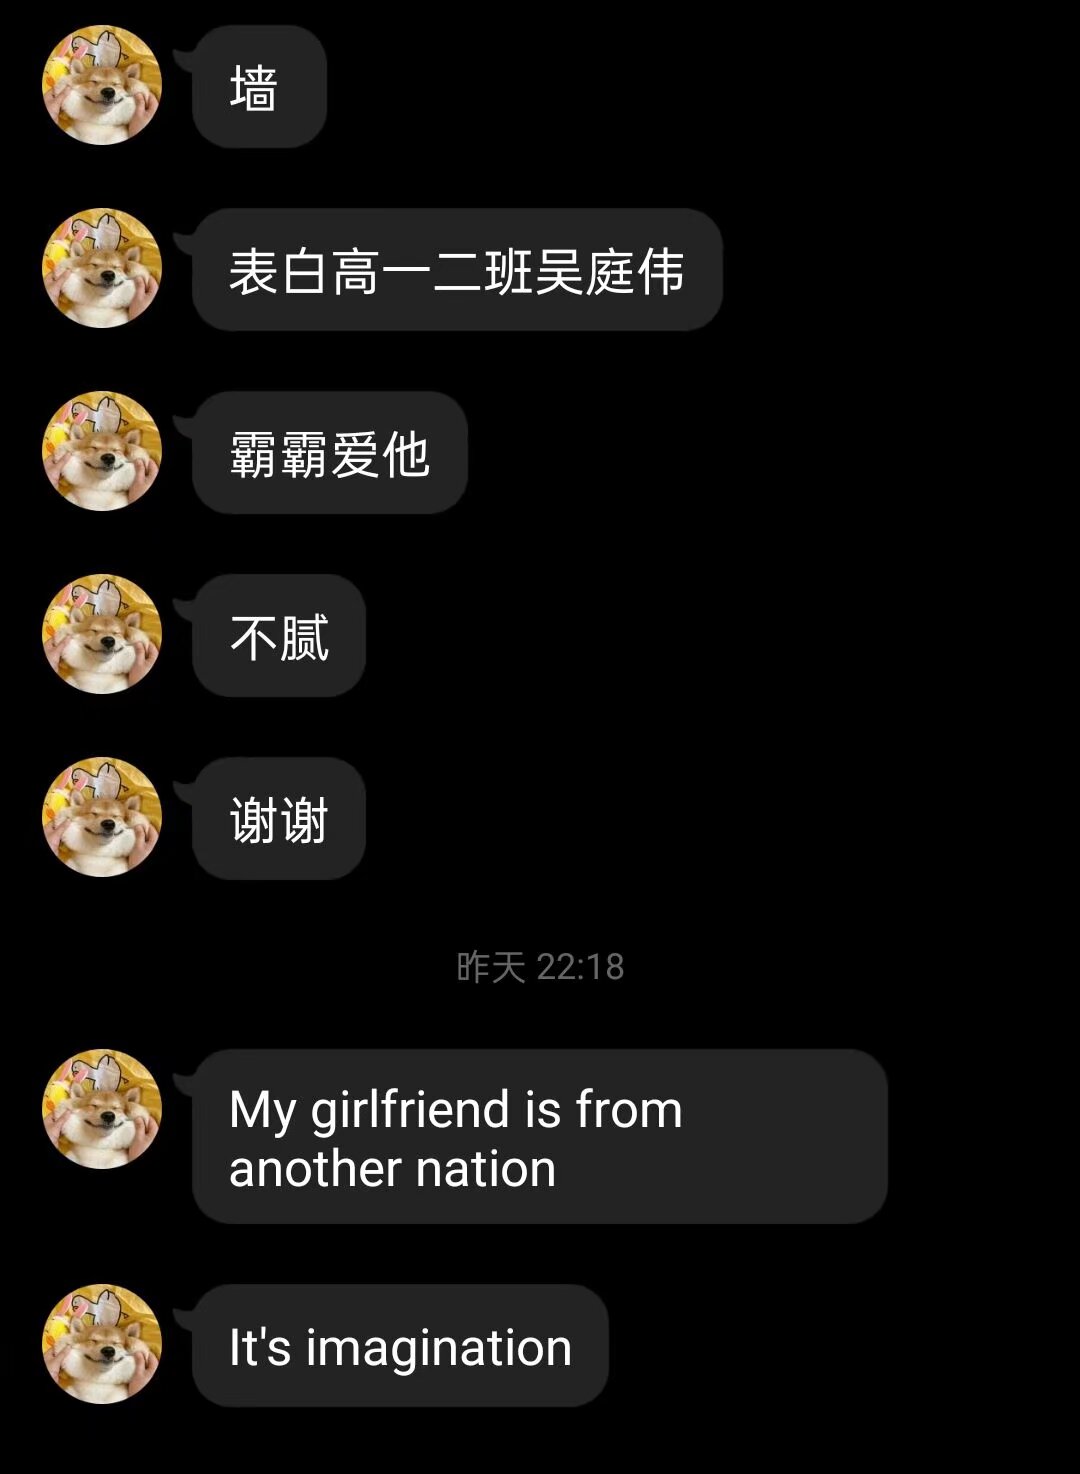 墙
表白高一二班吴庭伟
霸霸爱他
不腻
谢谢
昨天 22:18
My girlfriend is from
another nation
It's imagination